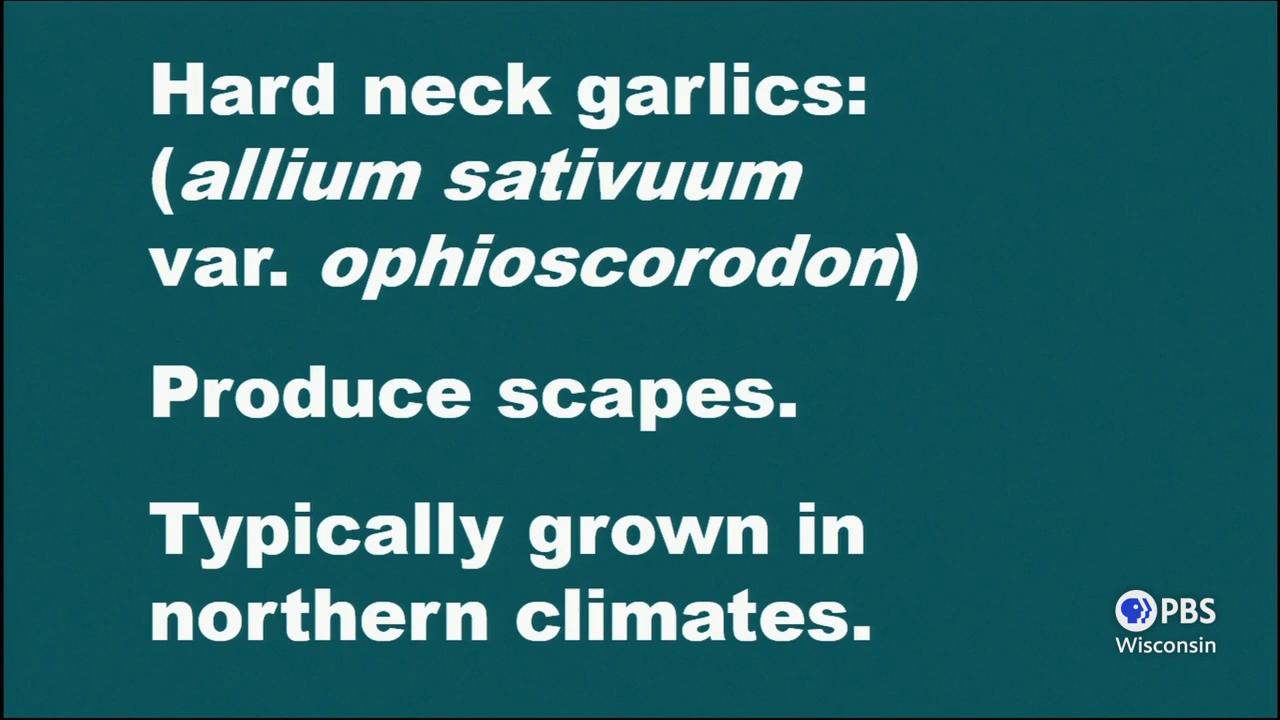 Hard neck garlics:
(allium sativuum
var. ophioscorodon)
Produce scapes.
Typically grown in
northern climates.
PBS
Wisconsin